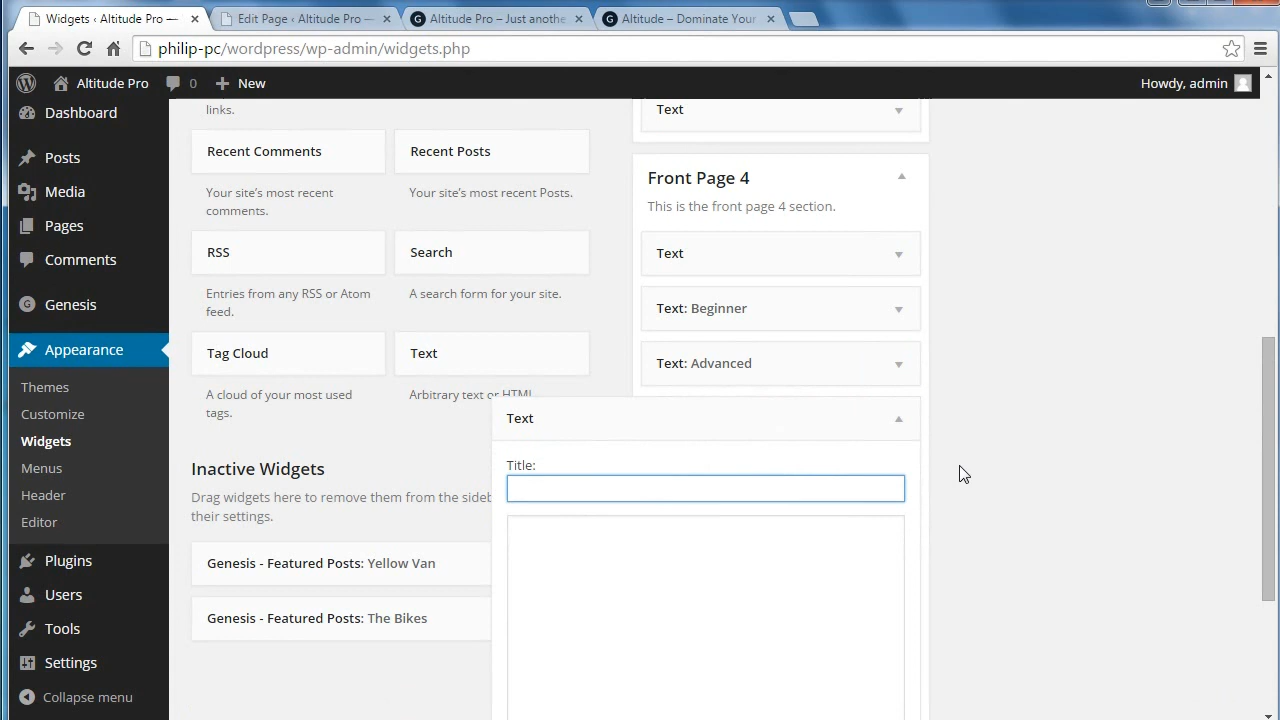 Widgets ‹ Altitude Pro —
Edit Page ‹ Altitude Pro —
Altitude Pro – Just anothe
Altitude – Dominate Your
philip-pc/wordpress/wp-admin/widgets.php
Altitude Pro
0
New
Howdy, admin
Dashboard
Posts
Media
Pages
Comments
Genesis
Appearance
Themes
Customize
Widgets
Menus
Header
Editor
Plugins
Users
Tools
Settings
Collapse menu
links.
Recent Comments
Your site's most recent
comments.
Recent Posts
Your site's most recent Posts.
RSS
Entries from any RSS or Atom
feed.
Search
A search form for your site.
Tag Cloud
A cloud of your most used
tags.
Text
Arbitrary text or HTML.
Inactive Widgets
Drag widgets here to remove them from the sideb
their settings.
Genesis - Featured Posts: Yellow Van
Genesis - Featured Posts: The Bikes
Text
Front Page 4
This is the front page 4 section.
Text
Text: Beginner
Text: Advanced
Text
Title: